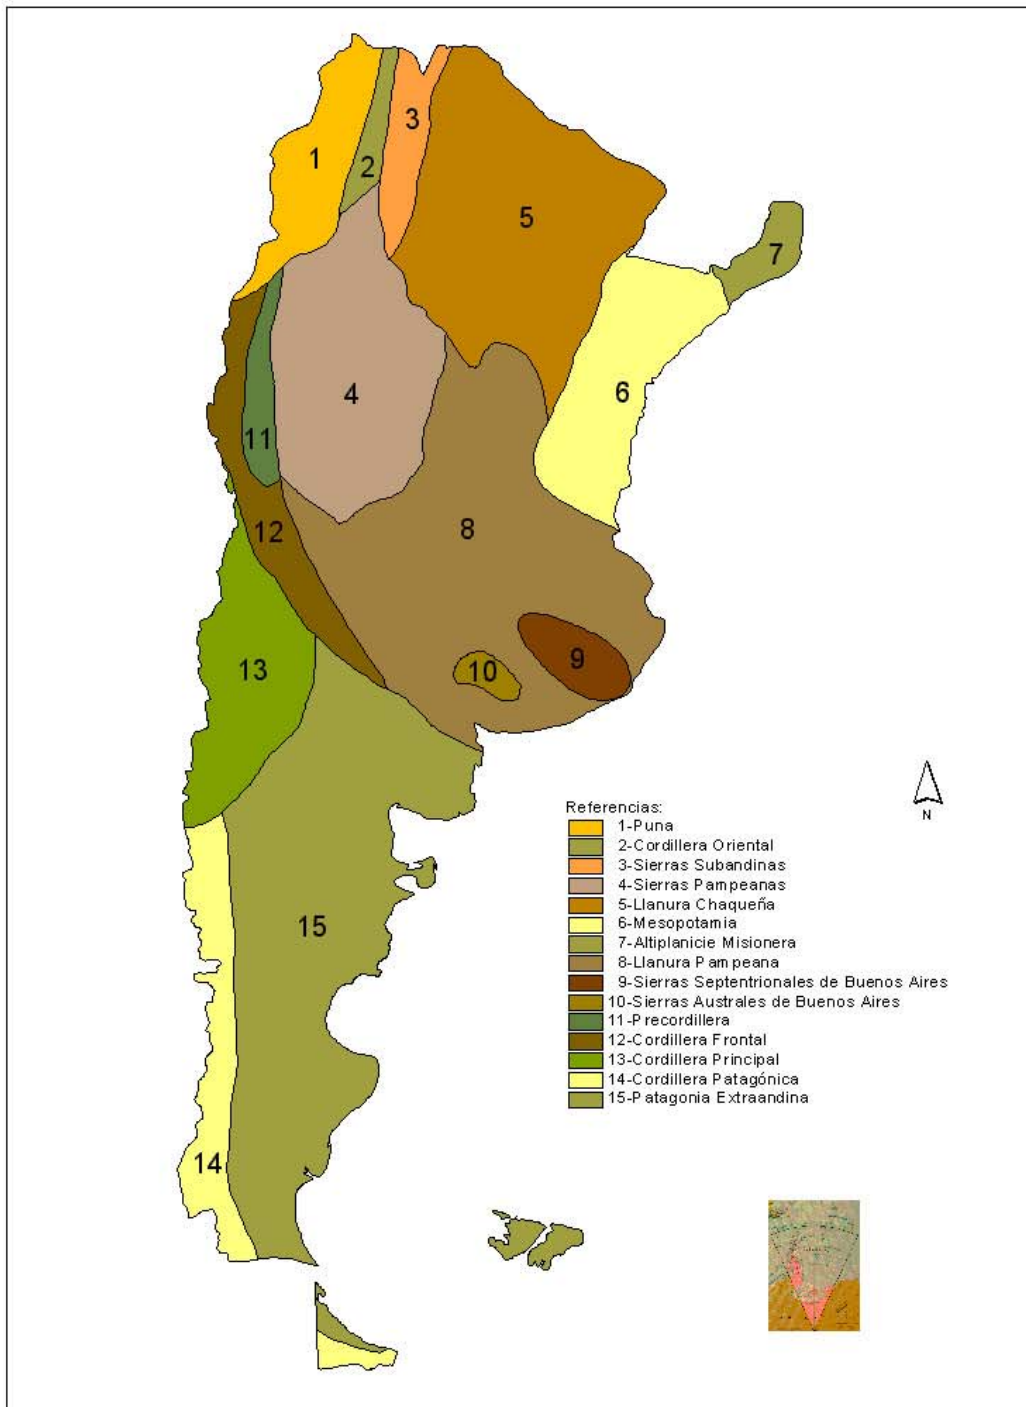 1
2
3
4
5
6
7
8
9
10
11
12
13
14
15
N
Referencias:
1-Puna
2-Cordillera Oriental
3-Sierras Subandinas
4-Sierras Pampeanas
5-Llanura Chaqueña
6-Mesopotamia
7-Altiplanicie Misionera
8-Llanura Pampeana
9-Sierras Septentrionales de Buenos Aires
10-Sierras Australes de Buenos Aires
11-Precordillera
12-Cordillera Frontal
13-Cordillera Principal
14-Cordillera Patagónica
15-Patagonia Extraandina